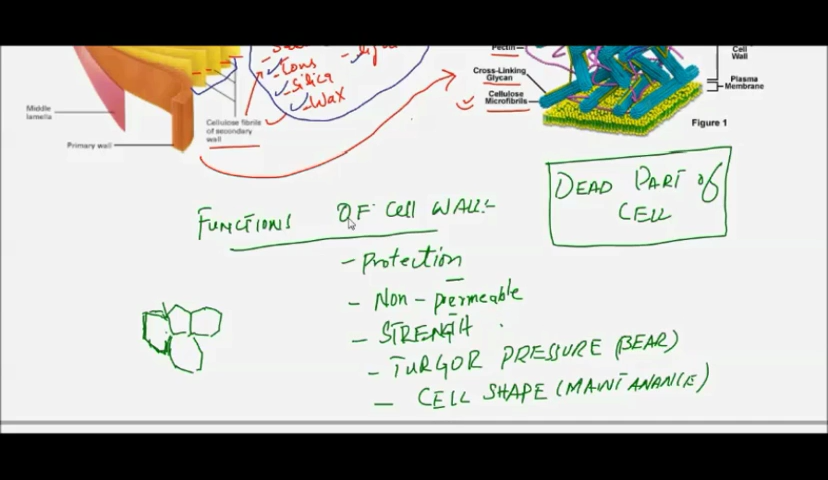 - Ions
- Silica
- Wax
Middle
lamella
Primary wall
Cellulose fibrils
of secondary
wall
Pectin
Cross-Linking
Glycan
Cellulose
Microfibrils
Cell
Wall
Plasma
Membrane
Figure 1
DEAD PART OF
CELL
FUNCTIONS OF Cell WALL
- Protection
- Non - permeable
- STRENGTH
- TURGOR PRESSURE (BEAR)
- CELL SHAPE (MAINTANANCE)